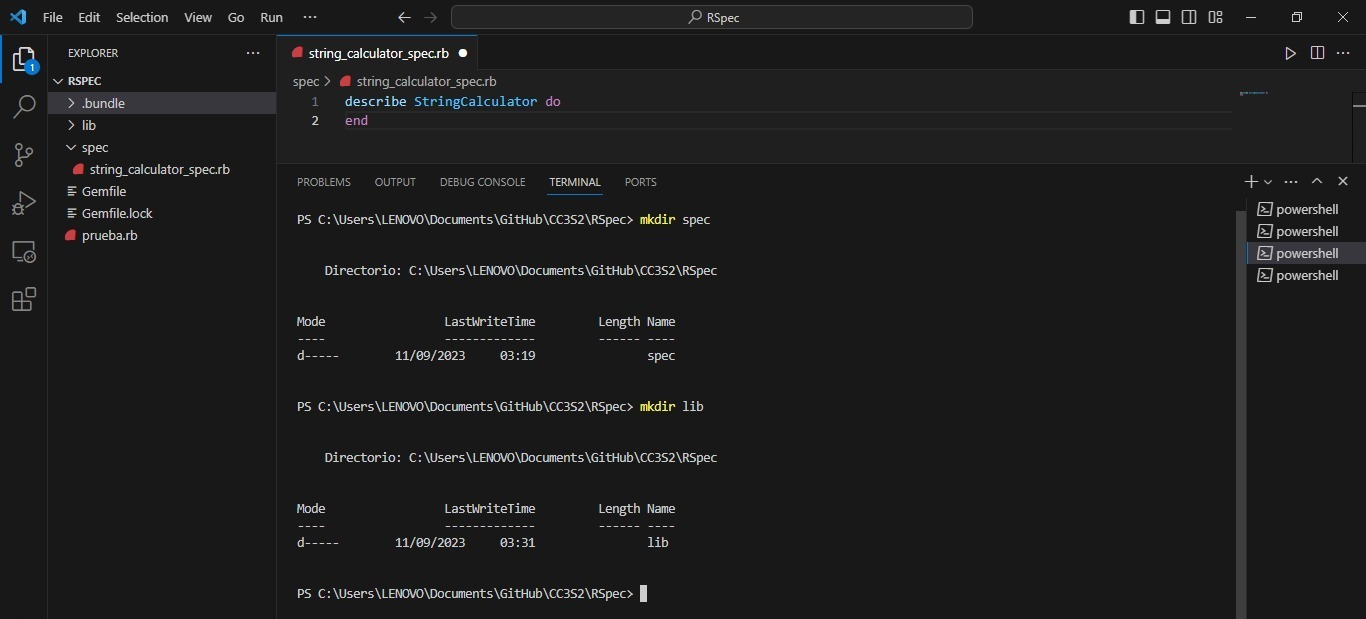 File Edit Selection View Go Run ··· RSpec
EXPLORER ···
RSPEC
.bundle
lib
spec
string_calculator_spec.rb
Gemfile
Gemfile.lock
prueba.rb
1
string_calculator_spec.rb
spec > string_calculator_spec.rb
1 describe StringCalculator do
2 end
PROBLEMS OUTPUT DEBUG CONSOLE TERMINAL PORTS
PS C:\Users\LENOVO\Documents\GitHub\CC3S2\RSpec> mkdir spec
Directorio: C:\Users\LENOVO\Documents\GitHub\CC3S2\RSpec
Mode LastWriteTime Length Name
---- ------------- ------ ----
d----- 11/09/2023 03:19 spec
PS C:\Users\LENOVO\Documents\GitHub\CC3S2\RSpec> mkdir lib
Directorio: C:\Users\LENOVO\Documents\GitHub\CC3S2\RSpec
Mode LastWriteTime Length Name
---- ------------- ------ ----
d----- 11/09/2023 03:31 lib
PS C:\Users\LENOVO\Documents\GitHub\CC3S2\RSpec>
powershell
powershell
powershell
powershell